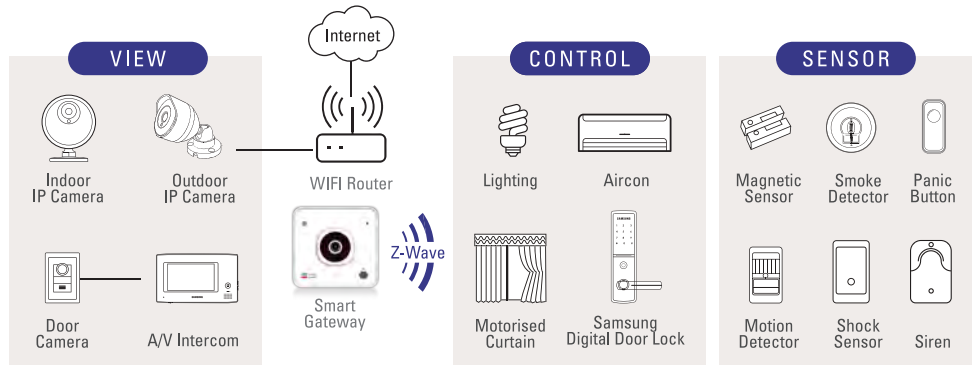 Internet
VIEW
CONTROL
SENSOR
Indoor
IP Camera
Outdoor
IP Camera
WIFI Router
Lighting
Aircon
Magnetic
Sensor
Smoke
Detector
Panic
Button
Z-Wave
SAMSUNG
Door
Camera
A/V Intercom
Smart
Gateway
Motorised
Curtain
Samsung
Digital Door Lock
Motion
Detector
Shock
Sensor
Siren